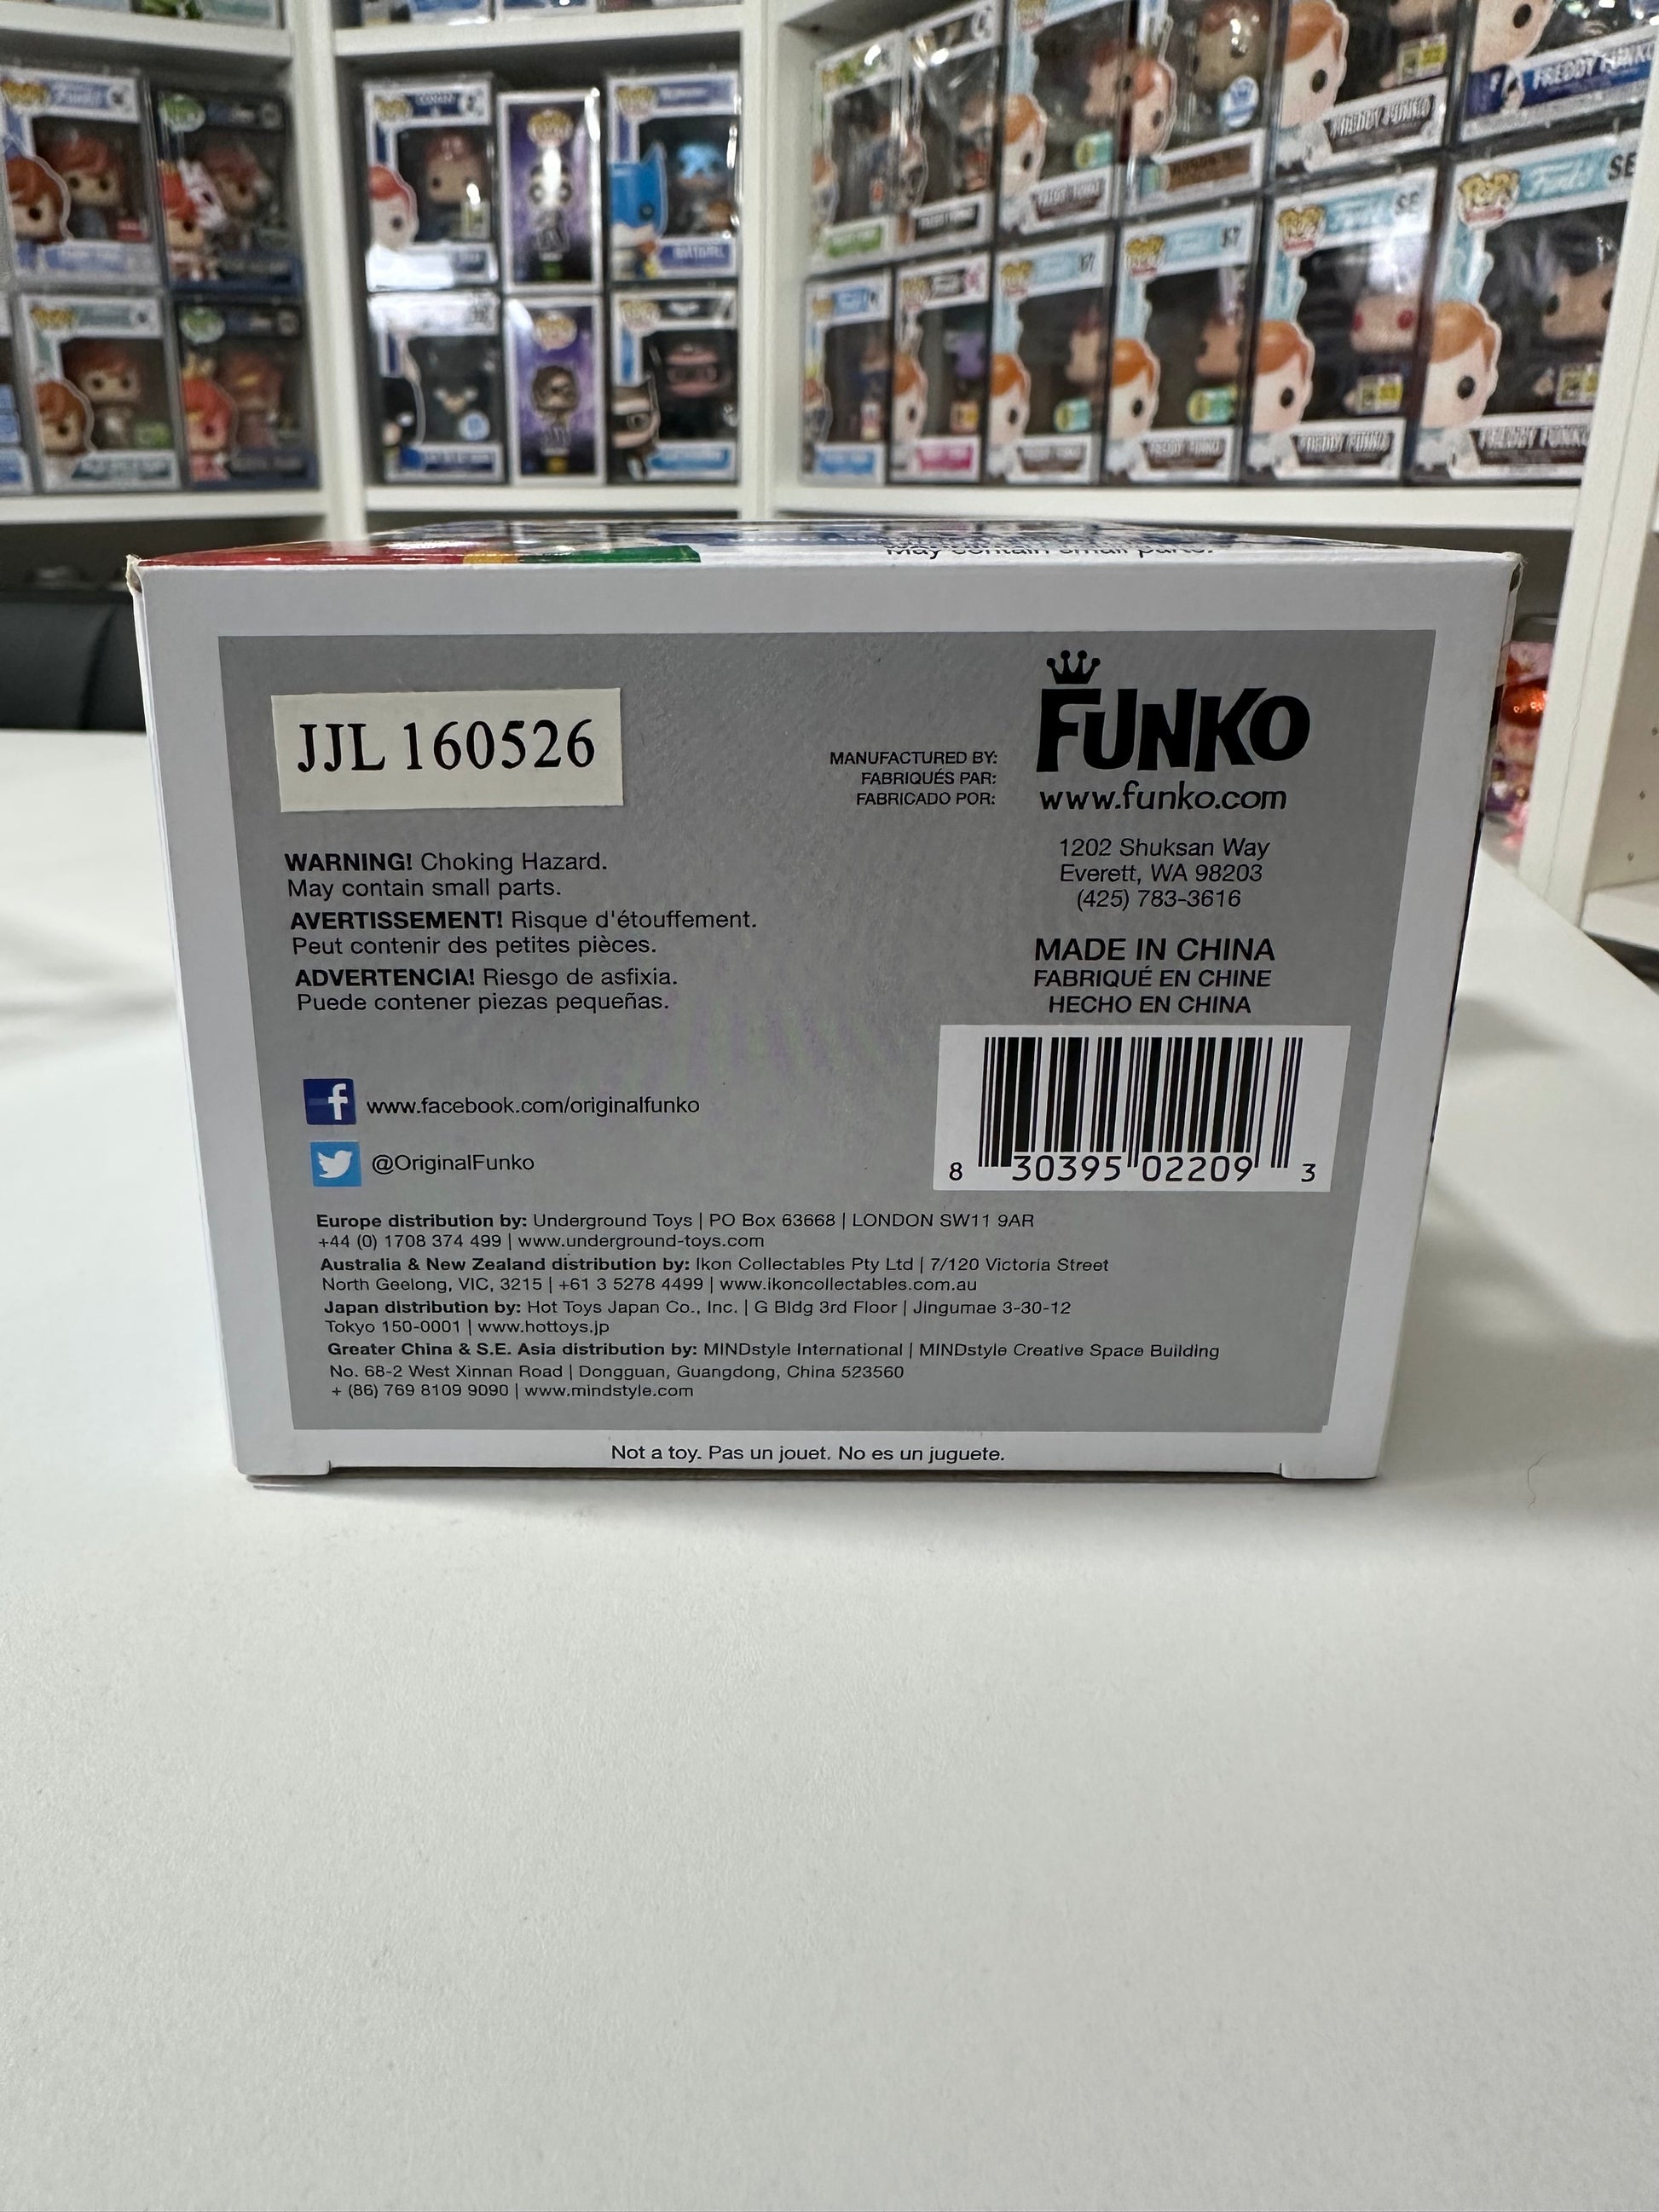 FREDDY FUNKO
FREDDY FUNKO
FREDDY FUNKO
May contain small parts.
JJL 160526
FUNKO
MANUFACTURED BY:
FABRIQUÉS PAR:
FABRICADO POR:
www.funko.com
1202 Shuksan Way
Everett, WA 98203
(425) 783-3616
WARNING! Choking Hazard.
May contain small parts.
AVERTISSEMENT! Risque d'étouffement.
Peut contenir des petites pièces.
ADVERTENCIA! Riesgo de asfixia.
Puede contener piezas pequeñas.
MADE IN CHINA
FABRIQUÉ EN CHINE
HECHO EN CHINA
www.facebook.com/originalfunko
@OriginalFunko
8 30395 02209 3
Europe distribution by: Underground Toys | PO Box 63668 | LONDON SW11 9AR
+44 (0) 1708 374 499 | www.underground-toys.com
Australia & New Zealand distribution by: Ikon Collectables Pty Ltd | 7/120 Victoria Street
North Geelong, VIC, 3215 | +61 3 5278 4499 | www.ikoncollectables.com.au
Japan distribution by: Hot Toys Japan Co., Inc. | G Bldg 3rd Floor | Jingumae 3-30-12
Tokyo 150-0001 | www.hottoys.jp
Greater China & S.E. Asia distribution by: MINDstyle International | MINDstyle Creative Space Building
No. 68-2 West Xinnan Road | Dongguan, Guangdong, China 523560
+ (86) 769 8109 9090 | www.mindstyle.com
Not a toy. Pas un jouet. No es un juguete.